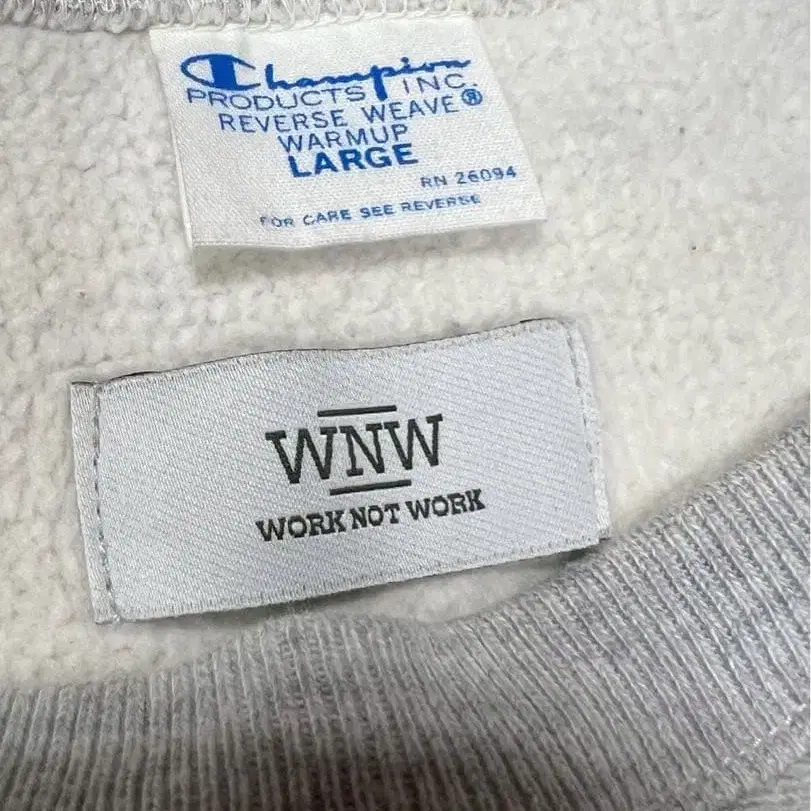 Champion
PRODUCTS INC.
REVERSE WEAVE®
WARMUP
LARGE
RN 26094
FOR CARE SEE REVERSE
WNW
WORK NOT WORK